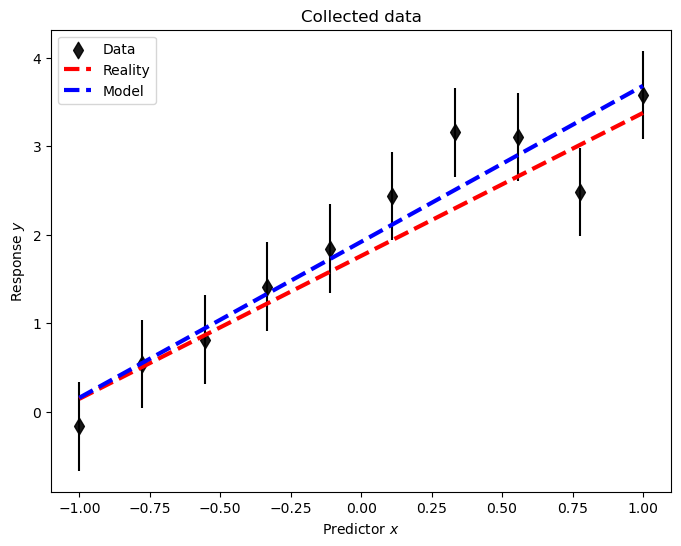 Collected data
Data
Reality
Model
Response y
4
3
2
1
0
−1.00 −0.75 −0.50 −0.25 0.00 0.25 0.50 0.75 1.00
Predictor x